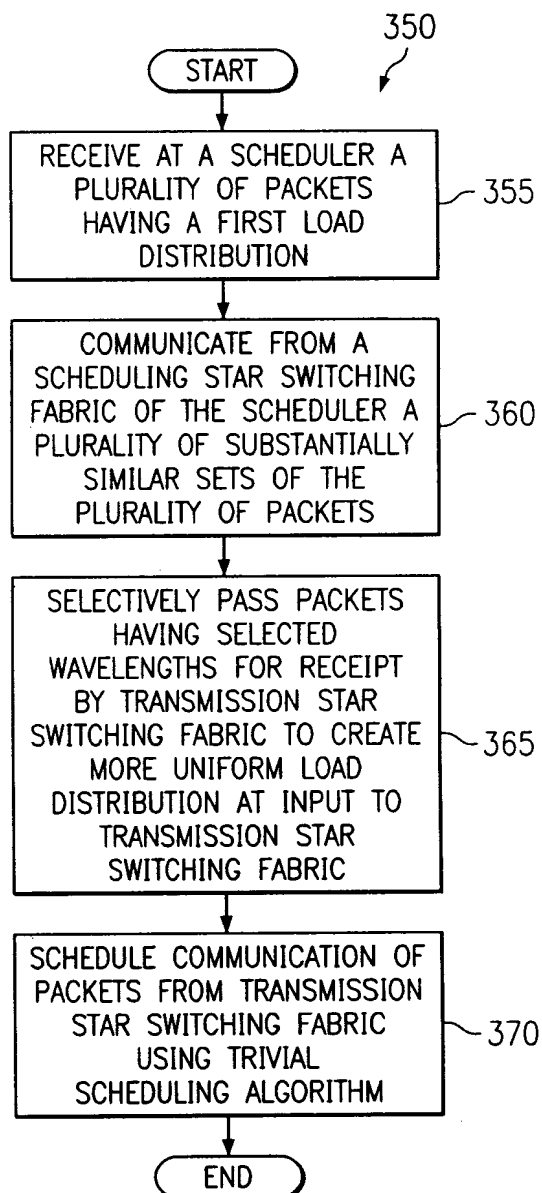 350
START
RECEIVE AT A SCHEDULER A
PLURALITY OF PACKETS
HAVING A FIRST LOAD
DISTRIBUTION
355
COMMUNICATE FROM A
SCHEDULING STAR SWITCHING
FABRIC OF THE SCHEDULER A
PLURALITY OF SUBSTANTIALLY
SIMILAR SETS OF THE
PLURALITY OF PACKETS
360
SELECTIVELY PASS PACKETS
HAVING SELECTED
WAVELENGTHS FOR RECEIPT
BY TRANSMISSION STAR
SWITCHING FABRIC TO CREATE
MORE UNIFORM LOAD
DISTRIBUTION AT INPUT TO
TRANSMISSION STAR
SWITCHING FABRIC
365
SCHEDULE COMMUNICATION OF
PACKETS FROM TRANSMISSION
STAR SWITCHING FABRIC
USING TRIVIAL
SCHEDULING ALGORITHM
370
END